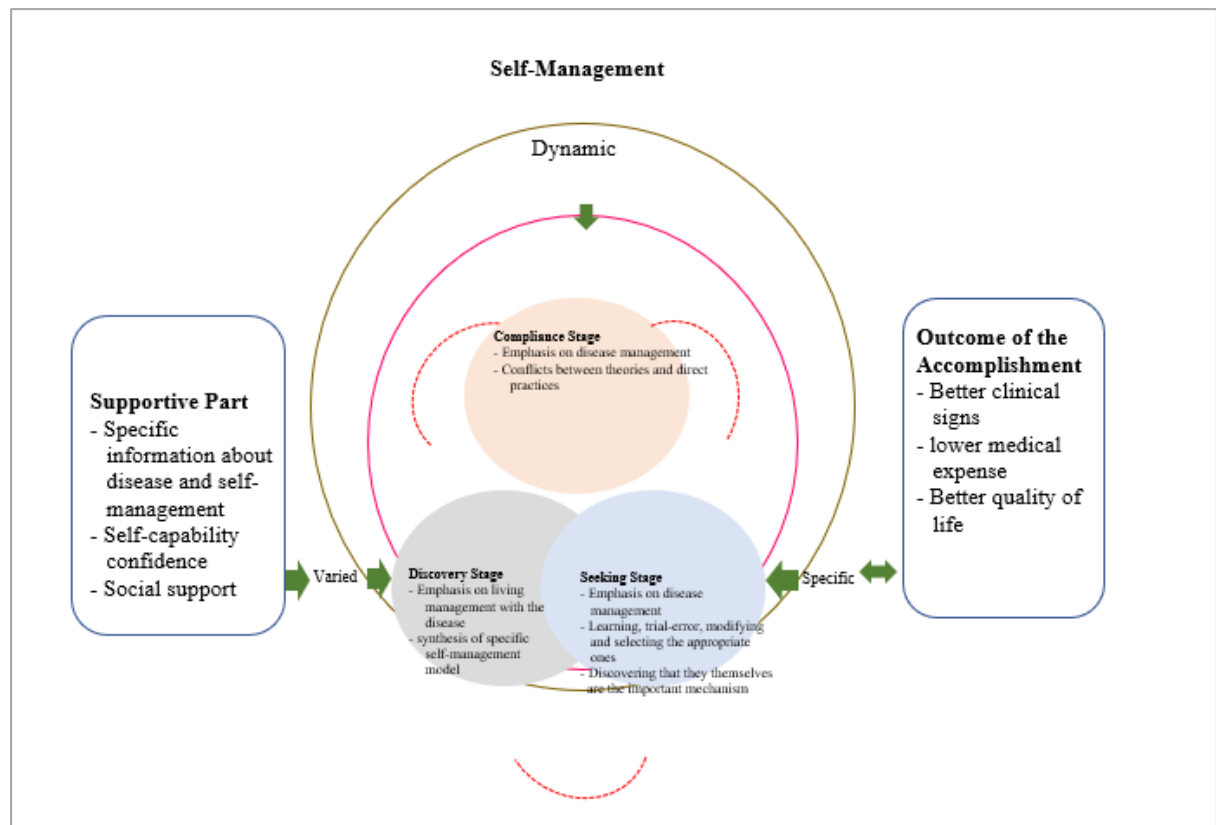 Self-Management
Dynamic
Compliance Stage
- Emphasis on disease management
- Conflicts between theories and direct
practices
Supportive Part
- Specific
information about
disease and self-
management
- Self-capability
confidence
- Social support
Varied
Discovery Stage
- Emphasis on living
management with the
disease
- synthesis of specific
self-management
model
Seeking Stage
- Emphasis on disease
management
- Learning, trial-error, modifying
and selecting the appropriate
ones
- Discovering that they themselves
are the important mechanism
Specific
Outcome of the
Accomplishment
- Better clinical
signs
- lower medical
expense
- Better quality of
life